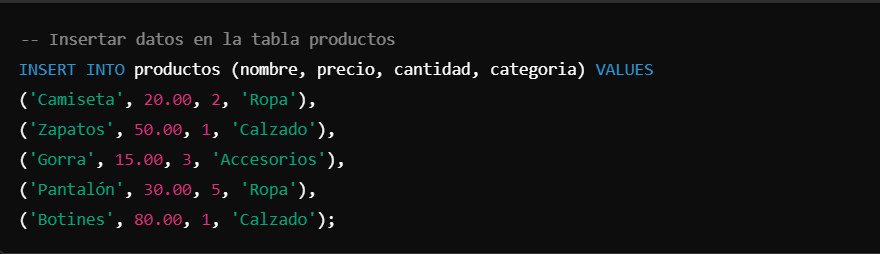 -- Insertar datos en la tabla productos
INSERT INTO productos (nombre, precio, cantidad, categoria) VALUES
('Camiseta', 20.00, 2, 'Ropa'),
('Zapatos', 50.00, 1, 'Calzado'),
('Gorra', 15.00, 3, 'Accesorios'),
('Pantalón', 30.00, 5, 'Ropa'),
('Botines', 80.00, 1, 'Calzado');